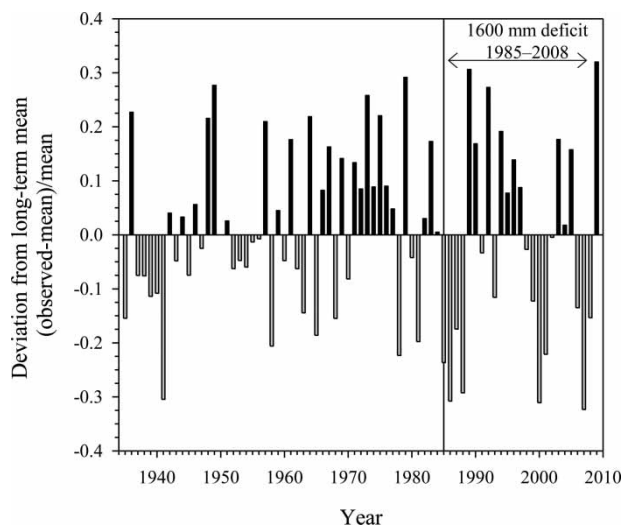 0.4
1600 mm deficit
1985–2008
0.3
0.2
0.1
0.0
-0.1
-0.2
-0.3
-0.4
Deviation from long-term mean
(observed-mean)/mean
1940 1950 1960 1970 1980 1990 2000 2010
Year